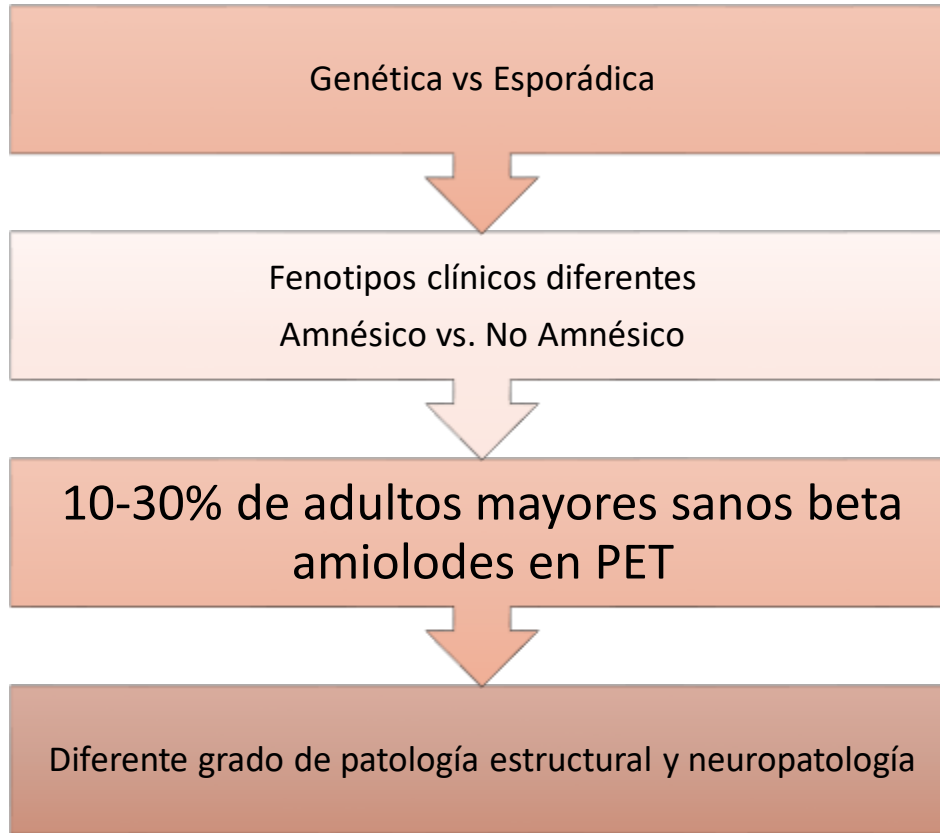 Genética vs Esporádica
Fenotipos clínicos diferentes
Amnésico vs. No Amnésico
10-30% de adultos mayores sanos beta
amiolodes en PET
Diferente grado de patología estructural y neuropatología